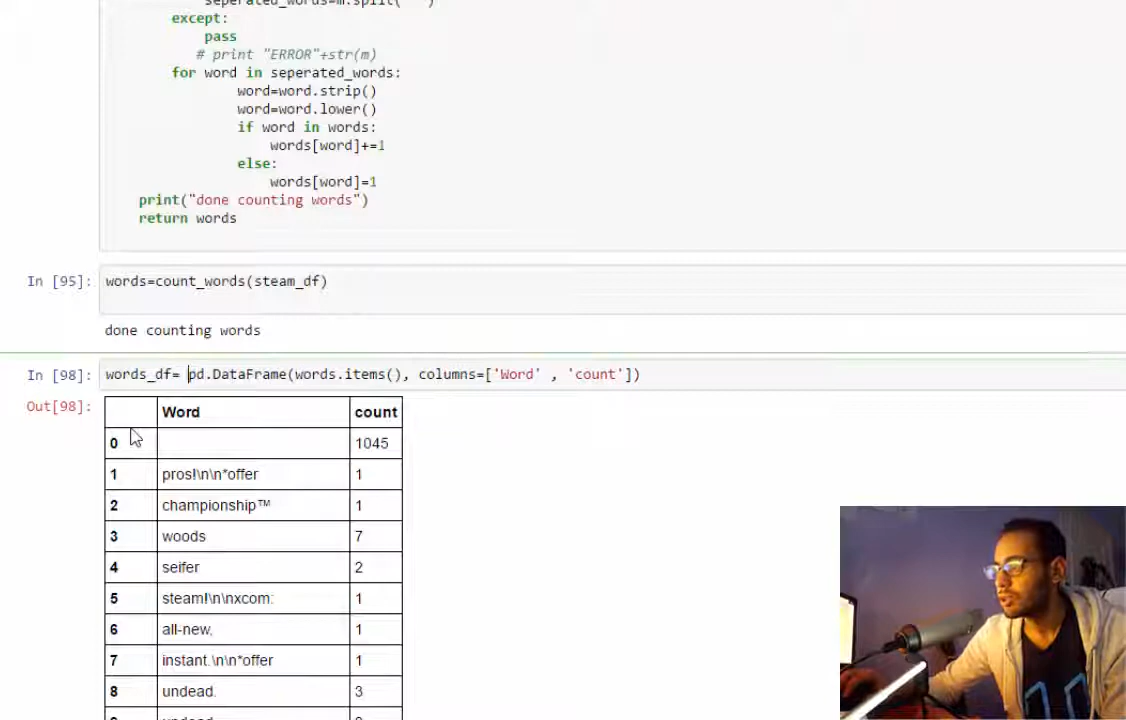 seperated_words=m.split(" ")
except:
pass
# print "ERROR"+str(m)
for word in seperated_words:
word=word.strip()
word=word.lower()
if word in words:
words[word]+=1
else:
words[word]=1
print("done counting words")
return words
In [95]: words=count_words(steam_df)
done counting words
In [98]: words_df= pd.DataFrame(words.items(), columns=['Word' , 'count'])
Out[98]:
Word count
0 1045
1 pros!\n\n*offer 1
2 championship™ 1
3 woods 7
4 seifer 2
5 steam!\n\nxcom: 1
6 all-new, 1
7 instant.\n\n*offer 1
8 undead. 3